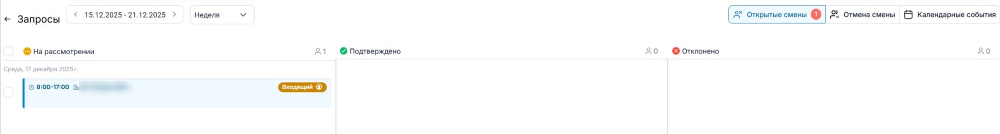 Запросы
15.12.2025 - 21.12.2025
Неделя
Открытые смены 1
Отмена смены
Календарные события
На рассмотрении 1
Подтверждено 0
Отклонено 0
Среда, 17 декабря 2025 г.
8:00-17:00
Входящий